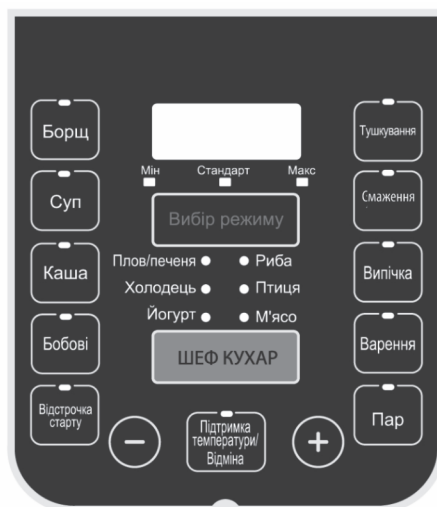 Борщ
Суп
Каша
Бобові
Відстрочка
старту
Мін Стандарт Макс
Вибір режиму
Плов/печеня Риба
Холодець Птиця
Йогурт М'ясо
ШЕФ КУХАР
−
Підтримка
температури/
Відміна
+
Тушкування
Смаження
Випічка
Варення
Пар